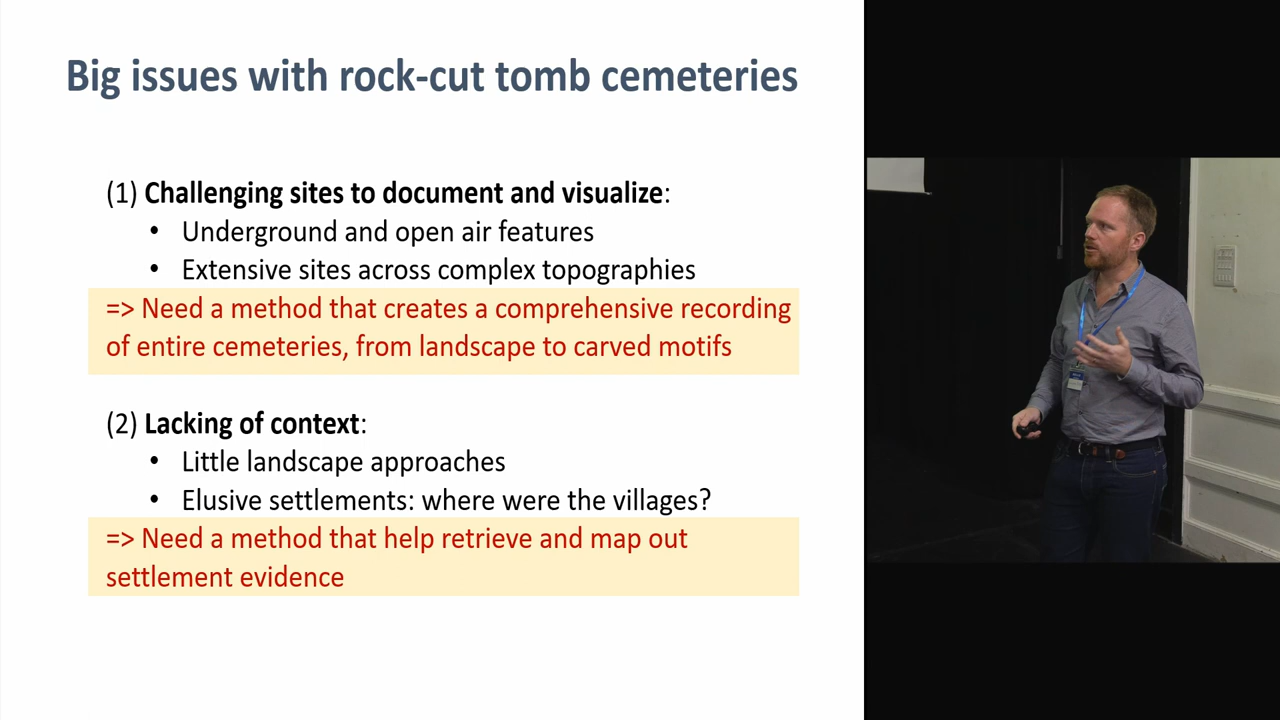 Big issues with rock-cut tomb cemeteries
(1) Challenging sites to document and visualize:
• Underground and open air features
• Extensive sites across complex topographies
=> Need a method that creates a comprehensive recording
of entire cemeteries, from landscape to carved motifs
(2) Lacking of context:
• Little landscape approaches
• Elusive settlements: where were the villages?
=> Need a method that help retrieve and map out
settlement evidence